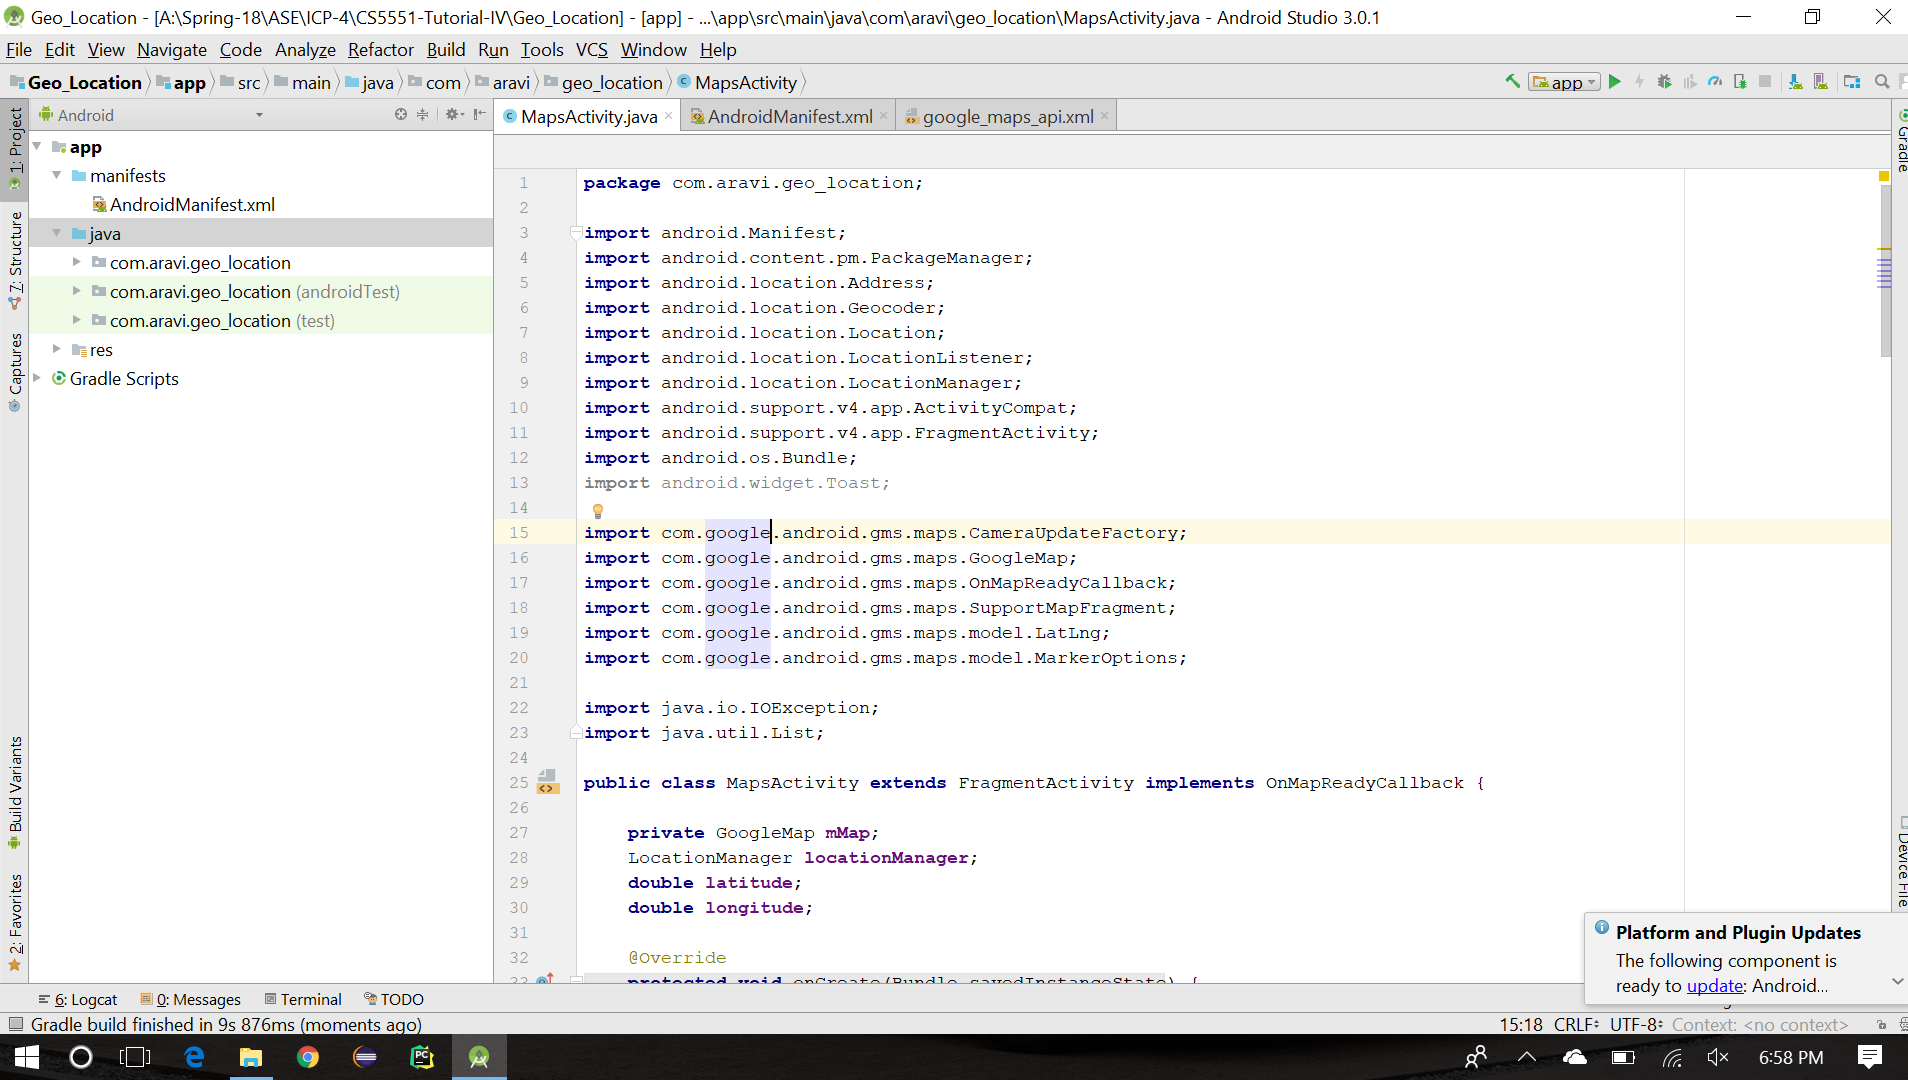 Geo_Location - [A:\Spring-18\ASE\ICP-4\CS5551-Tutorial-IV\Geo_Location] - [app] - ...\app\src\main\java\com\aravi\geo_location\MapsActivity.java - Android Studio 3.0.1
File Edit View Navigate Code Analyze Refactor Build Run Tools VCS Window Help
Geo_Location app src main java com aravi geo_location MapsActivity
app
Android
MapsActivity.java AndroidManifest.xml google_maps_api.xml
1: Project
7: Structure
Captures
Build Variants
2: Favorites
app
manifests
AndroidManifest.xml
java
com.aravi.geo_location
com.aravi.geo_location (androidTest)
com.aravi.geo_location (test)
res
Gradle Scripts
1 package com.aravi.geo_location;
2
3 import android.Manifest;
4 import android.content.pm.PackageManager;
5 import android.location.Address;
6 import android.location.Geocoder;
7 import android.location.Location;
8 import android.location.LocationListener;
9 import android.location.LocationManager;
10 import android.support.v4.app.ActivityCompat;
11 import android.support.v4.app.FragmentActivity;
12 import android.os.Bundle;
13 import android.widget.Toast;
14
15 import com.google.android.gms.maps.CameraUpdateFactory;
16 import com.google.android.gms.maps.GoogleMap;
17 import com.google.android.gms.maps.OnMapReadyCallback;
18 import com.google.android.gms.maps.SupportMapFragment;
19 import com.google.android.gms.maps.model.LatLng;
20 import com.google.android.gms.maps.model.MarkerOptions;
21
22 import java.io.IOException;
23 import java.util.List;
24
25 public class MapsActivity extends FragmentActivity implements OnMapReadyCallback {
26
27 private GoogleMap mMap;
28 LocationManager locationManager;
29 double latitude;
30 double longitude;
31
32 @Override
33 protected void onCreate(Bundle savedInstanceState) {
Gradle
Device File
Platform and Plugin Updates
The following component is
ready to update: Android...
6: Logcat 0: Messages Terminal TODO
Gradle build finished in 9s 876ms (moments ago)
15:18 CRLF UTF-8 Context: <no context>
6:58 PM